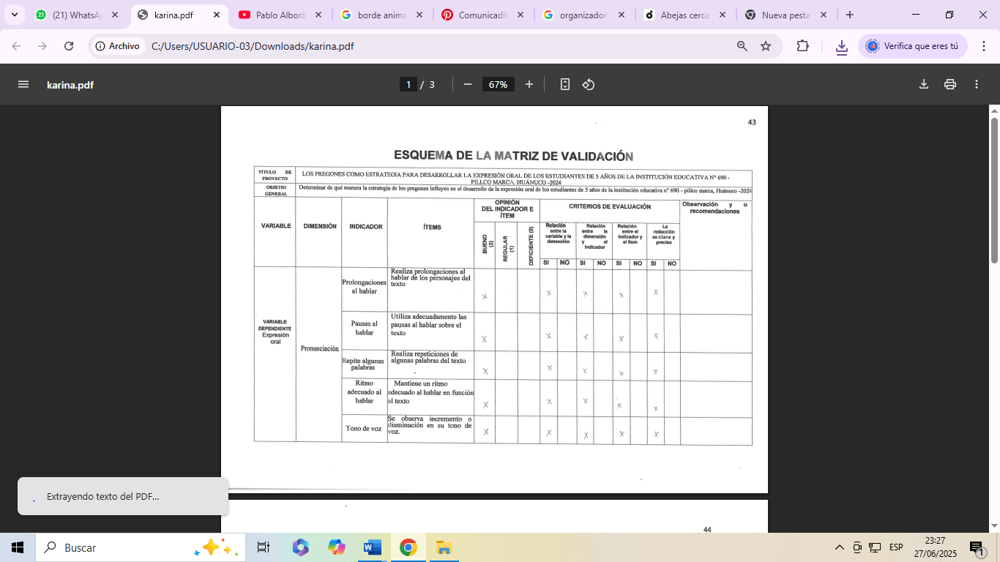 (21) WhatsA
karina.pdf
Pablo Alborá
borde anima
Comunicadit
organizador
Abejas cerca
Nueva pesta
Archivo
C:/Users/USUARIO-03/Downloads/karina.pdf
Verifica que eres tú
karina.pdf
1 / 3
67%
43
ESQUEMA DE LA MATRIZ DE VALIDACIÓN
TÍTULO DE PROYECTO
LOS PREGONES COMO ESTRATEGIA PARA DESARROLLAR LA EXPRESIÓN ORAL DE LOS ESTUDIANTES DE 5 AÑOS DE LA INSTITUCIÓN EDUCATIVA Nº 690 -
PILLCO MARCA, HUÁNUCO -2024
OBJETIO GENERAL
Determinar de qué manera la estrategia de los pregones influyen en el desarrollo de la expresión oral de los estudiantes de 5 años de la institución educativa nº 690 - pillco marca, Huánuco -2024
VARIABLE
DIMENSIÓN
INDICADOR
ÍTEMS
OPINIÓN
DEL INDICADOR E
ÍTEM
BUENO (2)
REGULAR (1)
DEFICIENTE (0)
CRITERIOS DE EVALUACIÓN
Relación
entre la
variable y la
dimensión
Relación
entre la
dimensión
y el
indicador
Relación
entre el
indicador y
el ítem
La
redacción
es clara y
precisa
Observación y o
recomendaciones
SI NO SI NO SI NO SI NO
VARIABLE
DEPENDIENTE
Expresión
oral
Pronunciación
Prolongaciones
al hablar
Realiza prolongaciones al
hablar de los personajes del
texto
X X X X X
Pausas al
hablar
Utiliza adecuadamente las
pausas al hablar sobre el
texto
X X X X X
Repite algunas
palabras
Realiza repeticiones de
algunas palabras del texto
X X X X X
Ritmo
adecuado al
hablar
Mantiene un ritmo
adecuado al hablar en función
al texto
X X X X X
Tono de voz
Se observa incremento o
disminución en su tono de
voz.
X X X X X
Extrayendo texto del PDF...
44
Buscar
ESP
23:27
27/06/2025
1